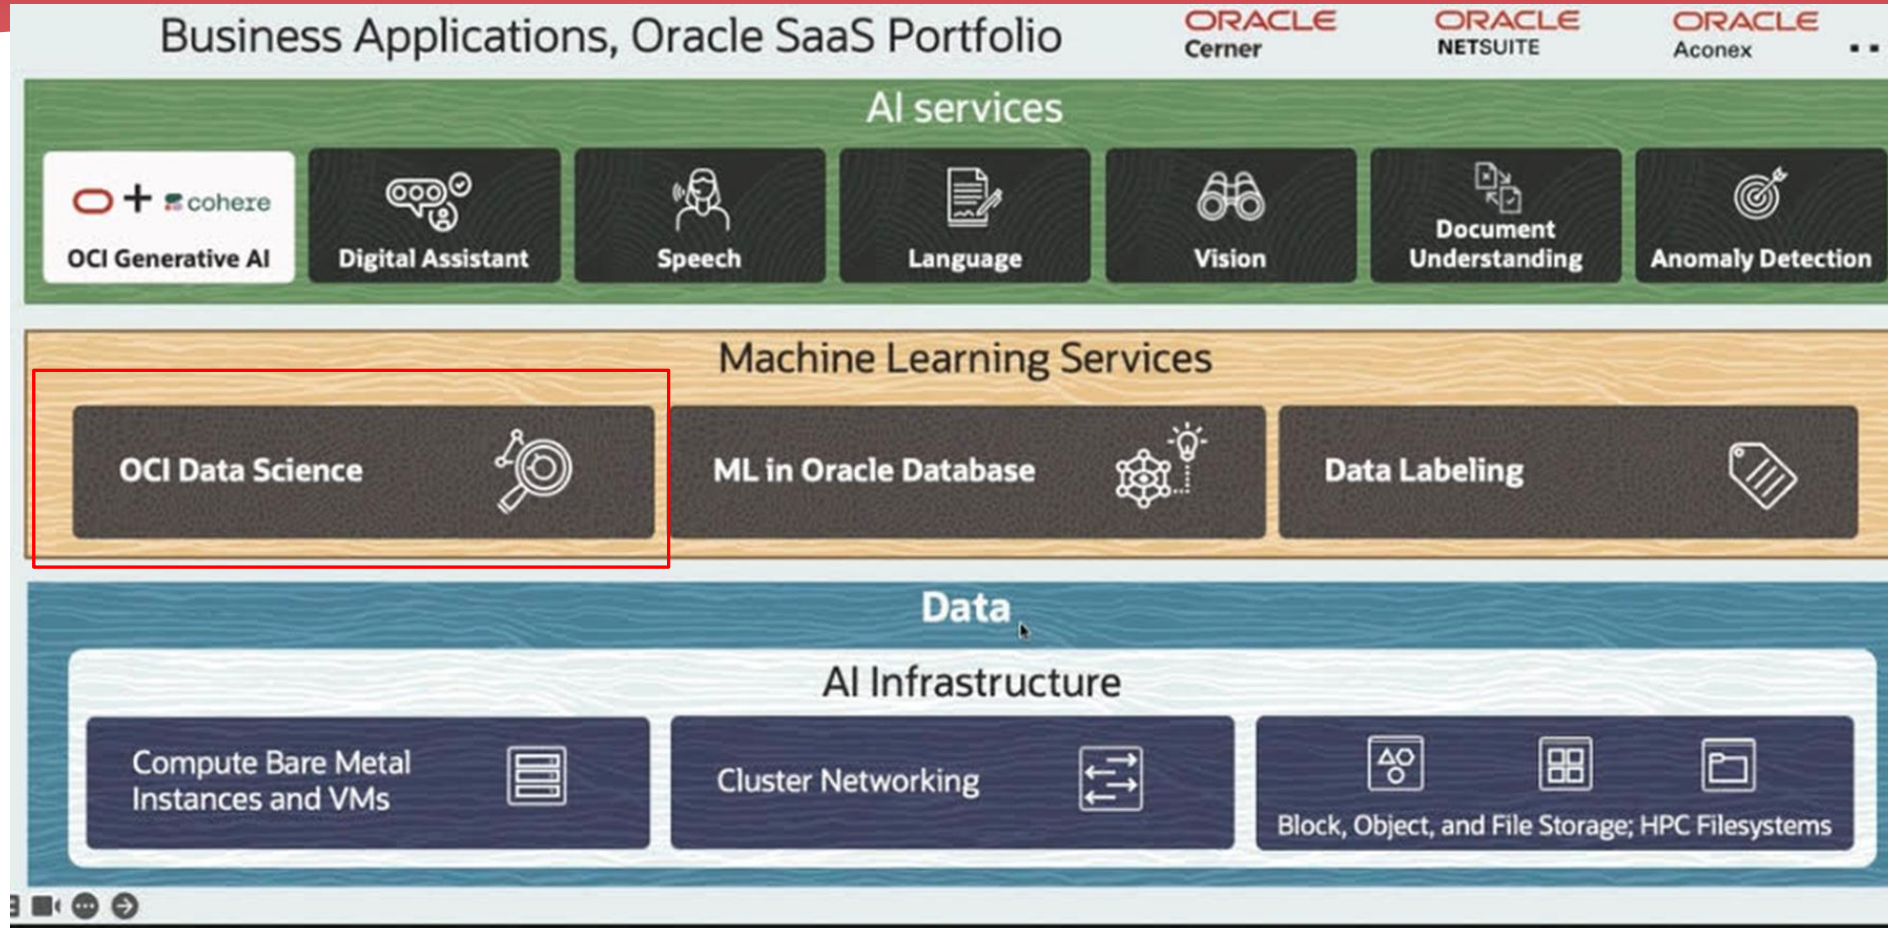 Business Applications, Oracle SaaS Portfolio
ORACLE
Cerner
ORACLE
NETSUITE
ORACLE
Aconex
AI services
+ cohere
OCI Generative AI
Digital Assistant
Speech
Language
Vision
Document
Understanding
Anomaly Detection
Machine Learning Services
OCI Data Science
ML in Oracle Database
Data Labeling
Data
AI Infrastructure
Compute Bare Metal
Instances and VMs
Cluster Networking
Block, Object, and File Storage; HPC Filesystems